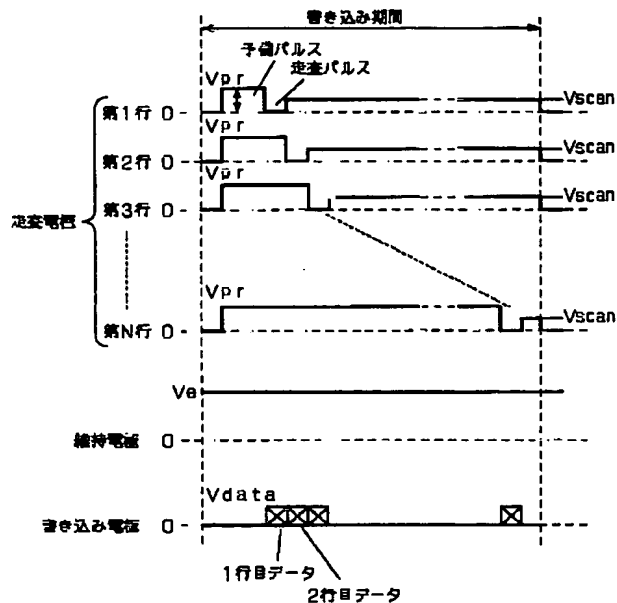 書き込み期間
予備パルス
走査パルス
Vpr
第1行 0
Vscan
Vpr
第2行 0
Vscan
Vpr
第3行 0
Vscan
走査電極
Vpr
第N行 0
Vscan
Ve
維持電極 0
Vdata
書き込み電極 0
1行目データ
2行目データ